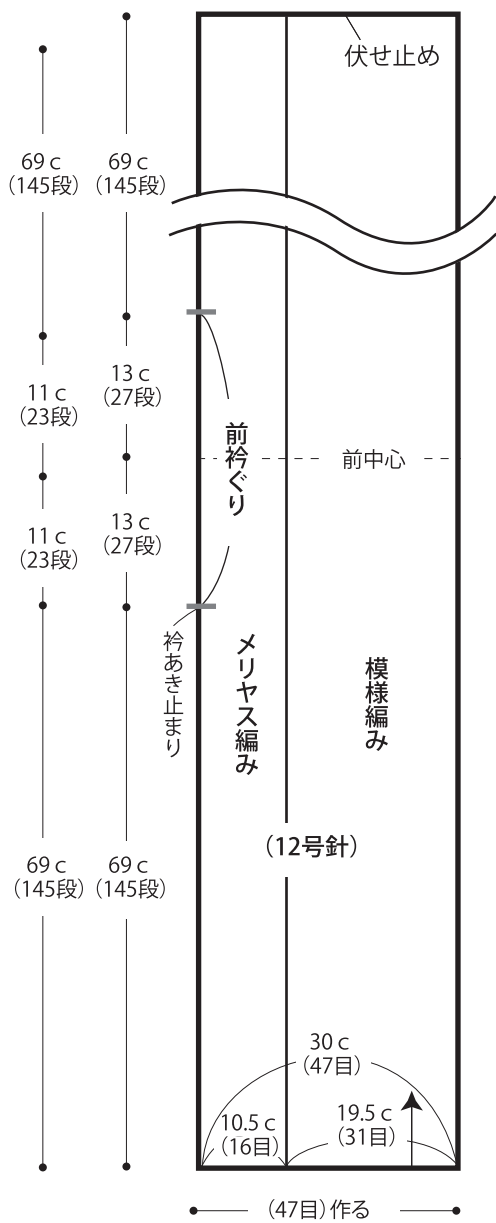 伏せ止め
69 c
（145段）
69 c
（145段）
13 c
（27段）
11 c
（23段）
前衿ぐり
前中心
13 c
（27段）
11 c
（23段）
衿あき止まり
メリヤス編み
模様編み
（12号針）
69 c
（145段）
69 c
（145段）
30 c
（47目）
10.5 c
（16目）
19.5 c
（31目）
（47目）作る